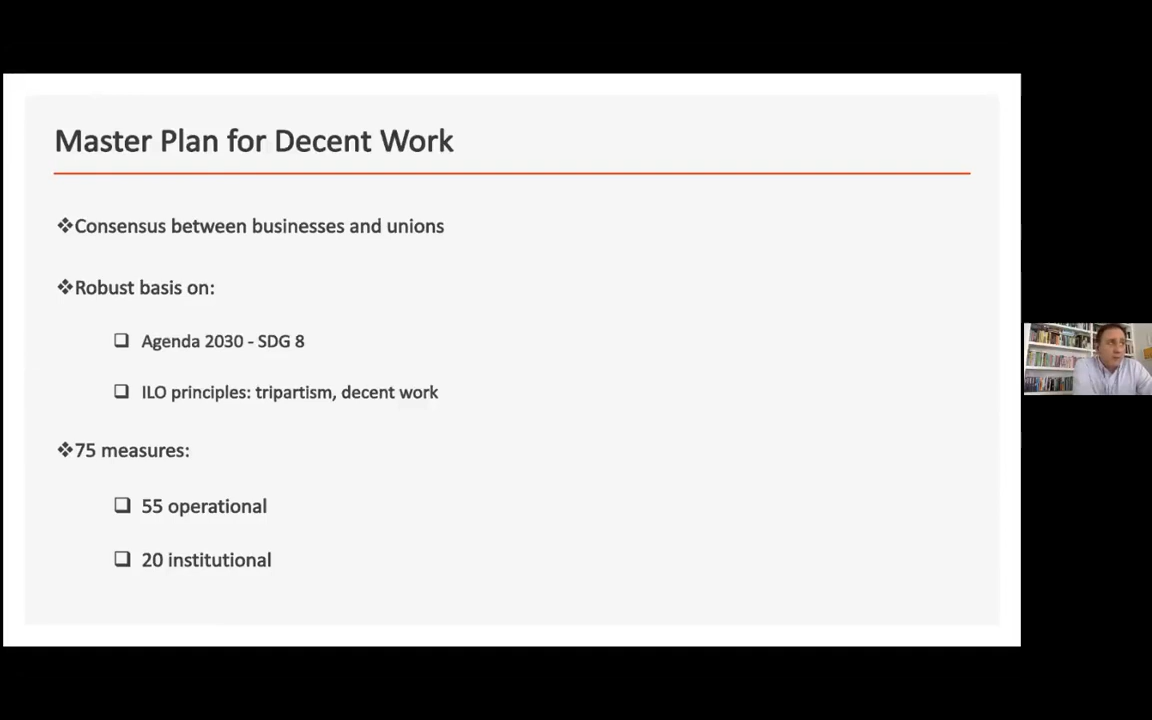 Master Plan for Decent Work
❖Consensus between businesses and unions
❖Robust basis on:
❑ Agenda 2030 - SDG 8
❑ ILO principles: tripartism, decent work
❖75 measures:
❑ 55 operational
❑ 20 institutional